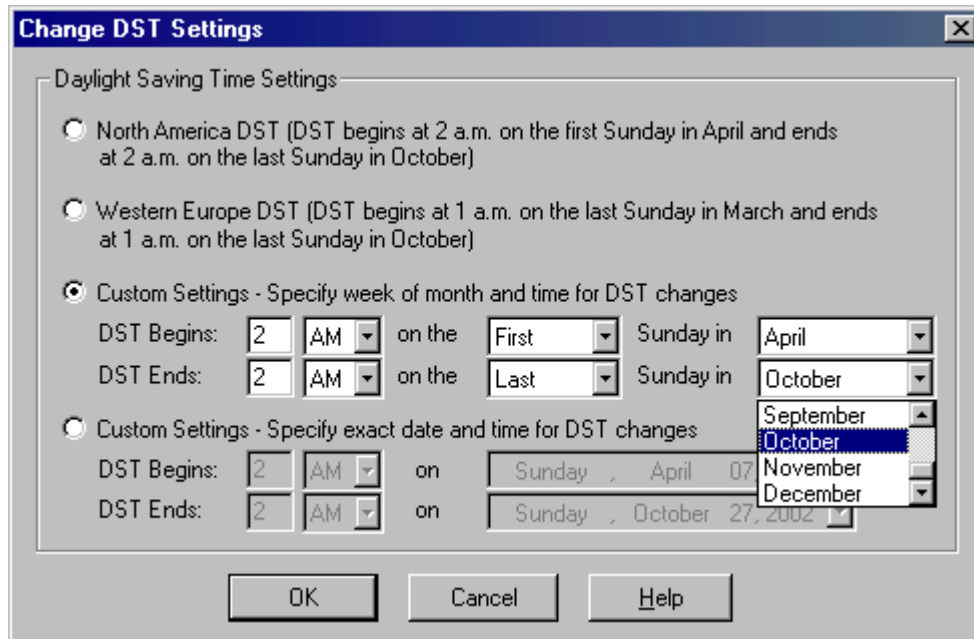 Change DST Settings
Daylight Saving Time Settings
North America DST (DST begins at 2 a.m. on the first Sunday in April and ends
at 2 a.m. on the last Sunday in October)
Western Europe DST (DST begins at 1 a.m. on the last Sunday in March and ends
at 1 a.m. on the last Sunday in October)
Custom Settings - Specify week of month and time for DST changes
DST Begins: 2 AM on the First Sunday in April
DST Ends: 2 AM on the Last Sunday in October
September
October
November
December
Custom Settings - Specify exact date and time for DST changes
DST Begins: 2 AM on Sunday , April 07,
DST Ends: 2 AM on Sunday , October 27, 2002
OK Cancel Help